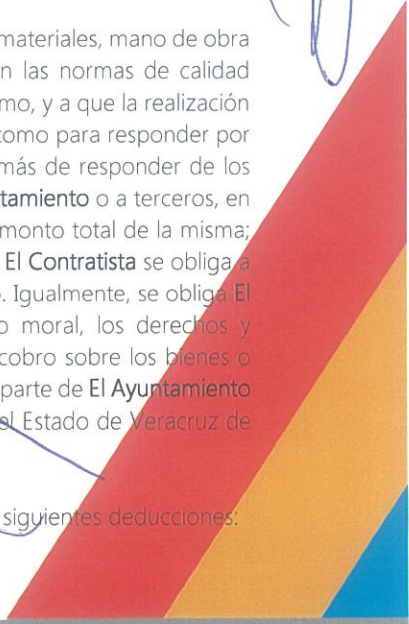 materiales, mano de obra
n las normas de calidad
mo, y a que la realización
como para responder por
más de responder de los
tamiento o a terceros, en
monto total de la misma;
El Contratista se obliga a
. Igualmente, se obliga El
o moral, los derechos y
cobro sobre los bienes o
parte de El Ayuntamiento
el Estado de Veracruz de
siguientes deducciones: